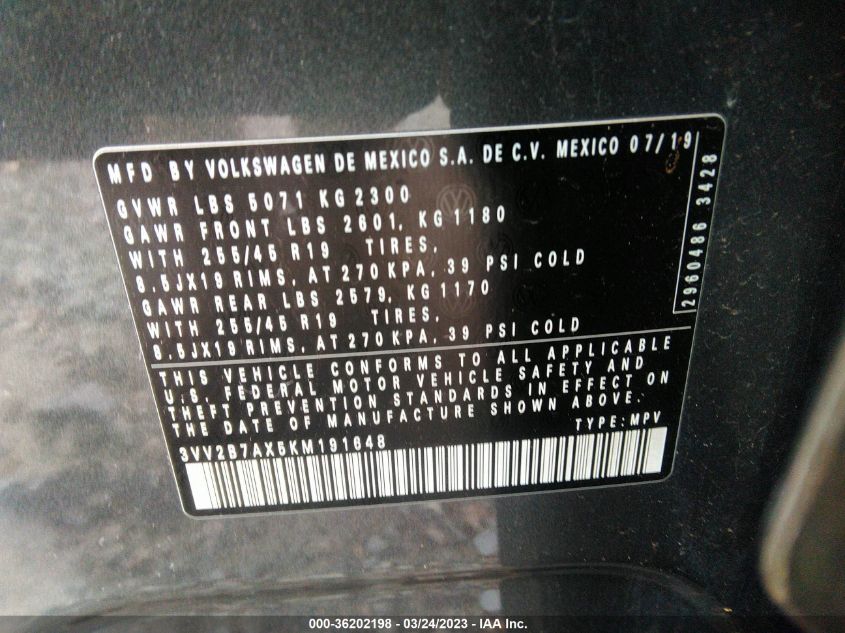 MFD BY VOLKSWAGEN DE MEXICO S.A. DE C.V. MEXICO 07/19
GVWR LBS 5071 KG 2300
GAWR FRONT LBS 2601, KG 1180
WITH 255/45 R19 TIRES,
8.5JX19 RIMS, AT 270 KPA, 39 PSI COLD
GAWR REAR LBS 2579, KG 1170
WITH 255/45 R19 TIRES,
8.5JX19 RIMS, AT 270 KPA, 39 PSI COLD
2960486 3428
THIS VEHICLE CONFORMS TO ALL APPLICABLE
U.S. FEDERAL MOTOR VEHICLE SAFETY AND
THEFT PREVENTION STANDARDS IN EFFECT ON
THE DATE OF MANUFACTURE SHOWN ABOVE.
3VV2B7AX5KM191648 TYPE:MPV
000-36202198 - 03/24/2023 - IAA Inc.